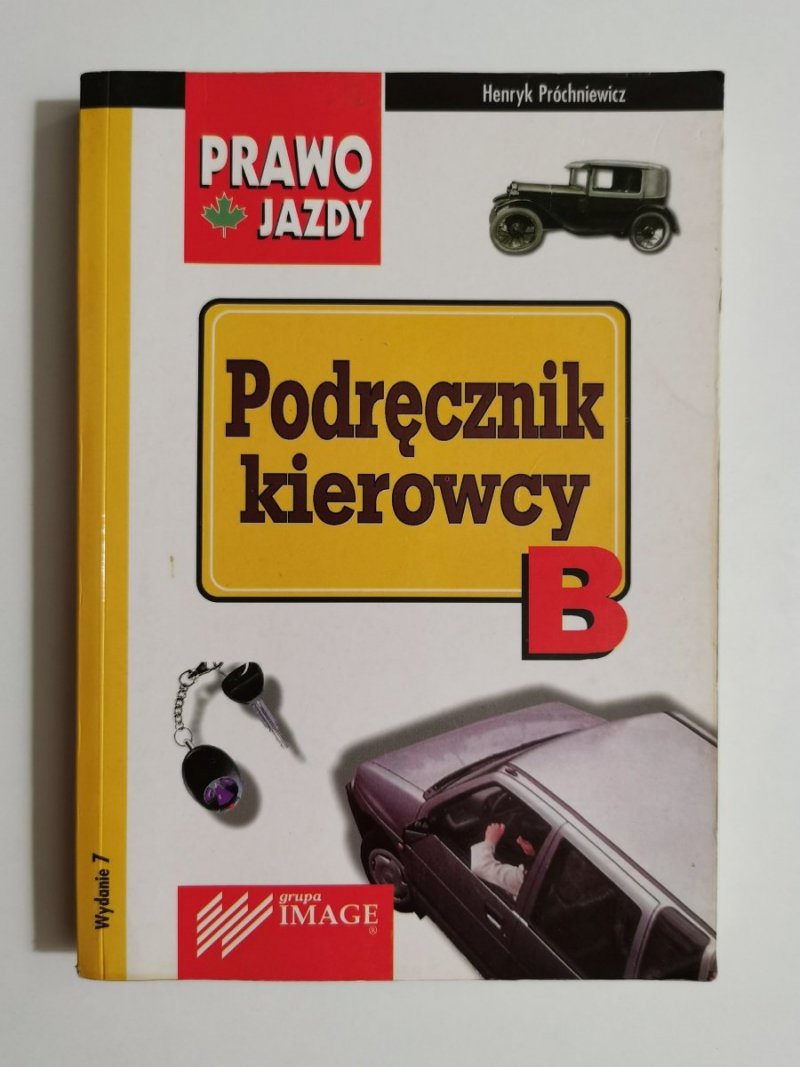 Henryk Próchniewicz
PRAWO
JAZDY
Podręcznik
kierowcy
B
Wydanie 7
grupa
IMAGE®